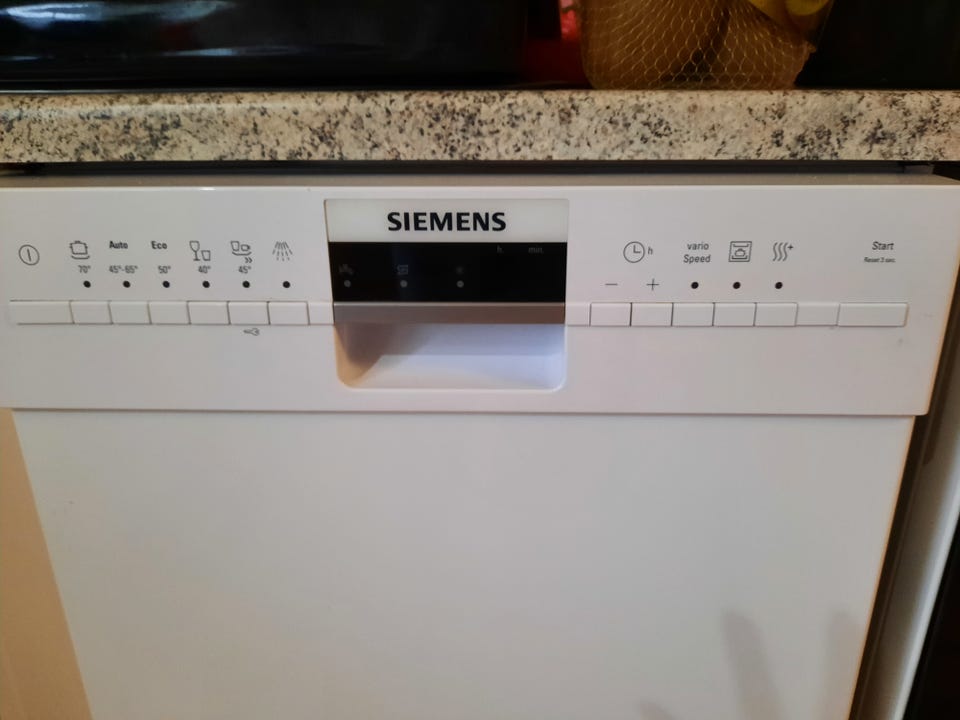 SIEMENS
h min.
Auto Eco
70° 45°-65° 50° 40° 45°
h
vario
Speed
Start
Reset 3 sec.
− +